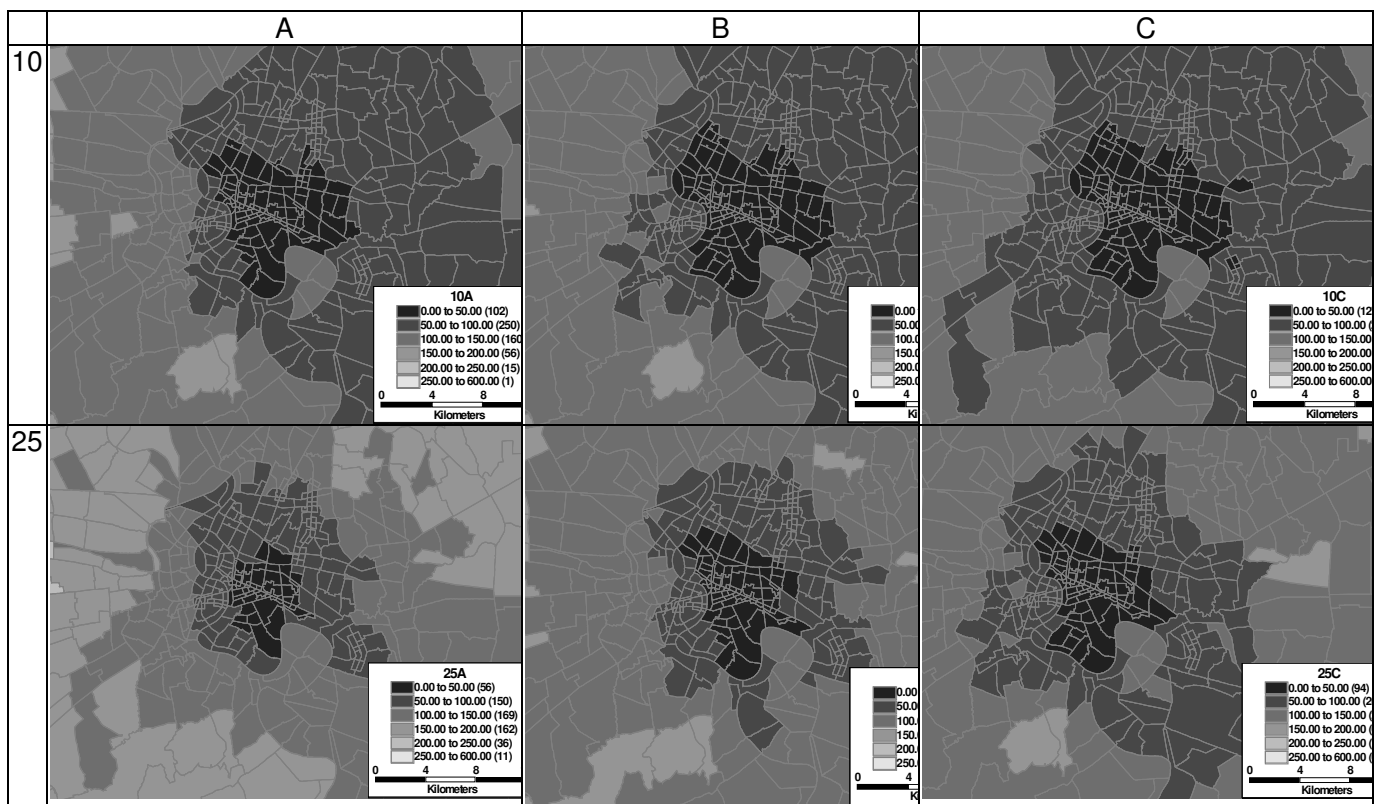 A B C
10
10A
0.00 to 50.00 (102)
50.00 to 100.00 (250)
100.00 to 150.00 (160
150.00 to 200.00 (56)
200.00 to 250.00 (15)
250.00 to 600.00 (1)
0 4 8
Kilometers
0.00
50.00
100.0
150.0
200.0
250.0
0 4
Ki
10C
0.00 to 50.00 (12
50.00 to 100.00 (
100.00 to 150.00
150.00 to 200.00
200.00 to 250.00
250.00 to 600.00
0 4 8
Kilometers
25
25A
0.00 to 50.00 (56)
50.00 to 100.00 (150)
100.00 to 150.00 (169)
150.00 to 200.00 (162)
200.00 to 250.00 (36)
250.00 to 600.00 (11)
0 4 8
Kilometers
0.00
50.00
100.
150.
200.
250.
0 4
K
25C
0.00 to 50.00 (94)
50.00 to 100.00 (2
100.00 to 150.00 (
150.00 to 200.00 (
200.00 to 250.00 (
250.00 to 600.00 (
0 4 8
Kilometers